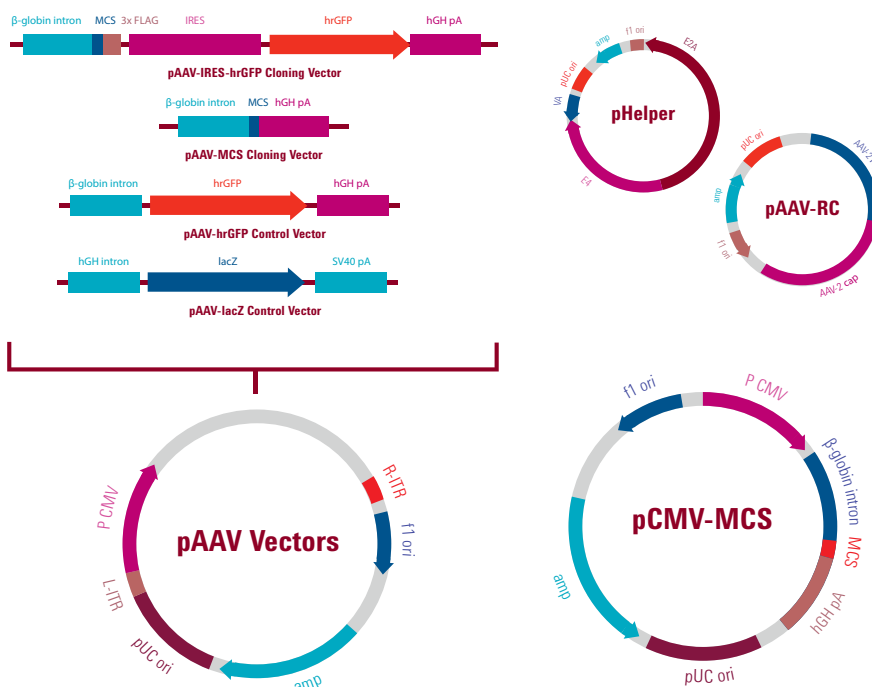 β-globin intron MCS 3x FLAG IRES hrGFP hGH pA
pAAV-IRES-hrGFP Cloning Vector
β-globin intron MCS hGH pA
pAAV-MCS Cloning Vector
β-globin intron hrGFP hGH pA
pAAV-hrGFP Control Vector
hGH intron lacZ SV40 pA
pAAV-lacZ Control Vector
f1 ori
E2A
amp
pUC ori
VA
E4
pHelper
pUC ori
AAV-2
amp
f1 ori
AAV-2 cap
pAAV-RC
P CMV
R-ITR
f1 ori
L-ITR
pUC ori
amp
pAAV Vectors
f1 ori
P CMV
β-globin intron
MCS
hGH pA
pUC ori
amp
pCMV-MCS